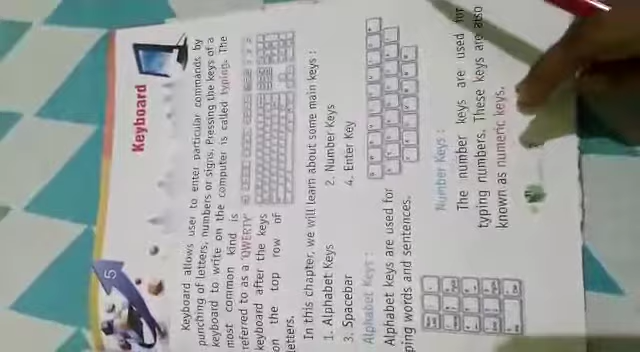 5
Keyboard
Keyboard allows user to enter particular commands by
punching of letters, numbers or signs. Pressing the keys of a
keyboard to write on the computer is called typing. The
most common kind is
referred to as a 'QWERTY'
keyboard after the keys
on the top row of
letters.
In this chapter, we will learn about some main keys :
1. Alphabet Keys 2. Number Keys
3. Spacebar 4. Enter Key
Alphabet Keys :
Alphabet keys are used for
ping words and sentences.
Number Keys :
The number keys are used for
typing numbers. These keys are also
known as numeric keys.